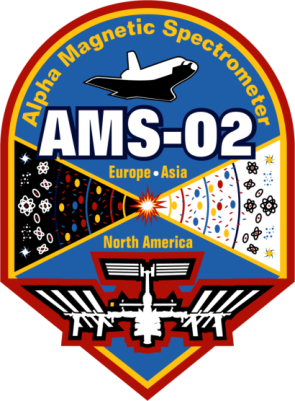 Alpha Magnetic Spectrometer
AMS-02
Europe • Asia
North America